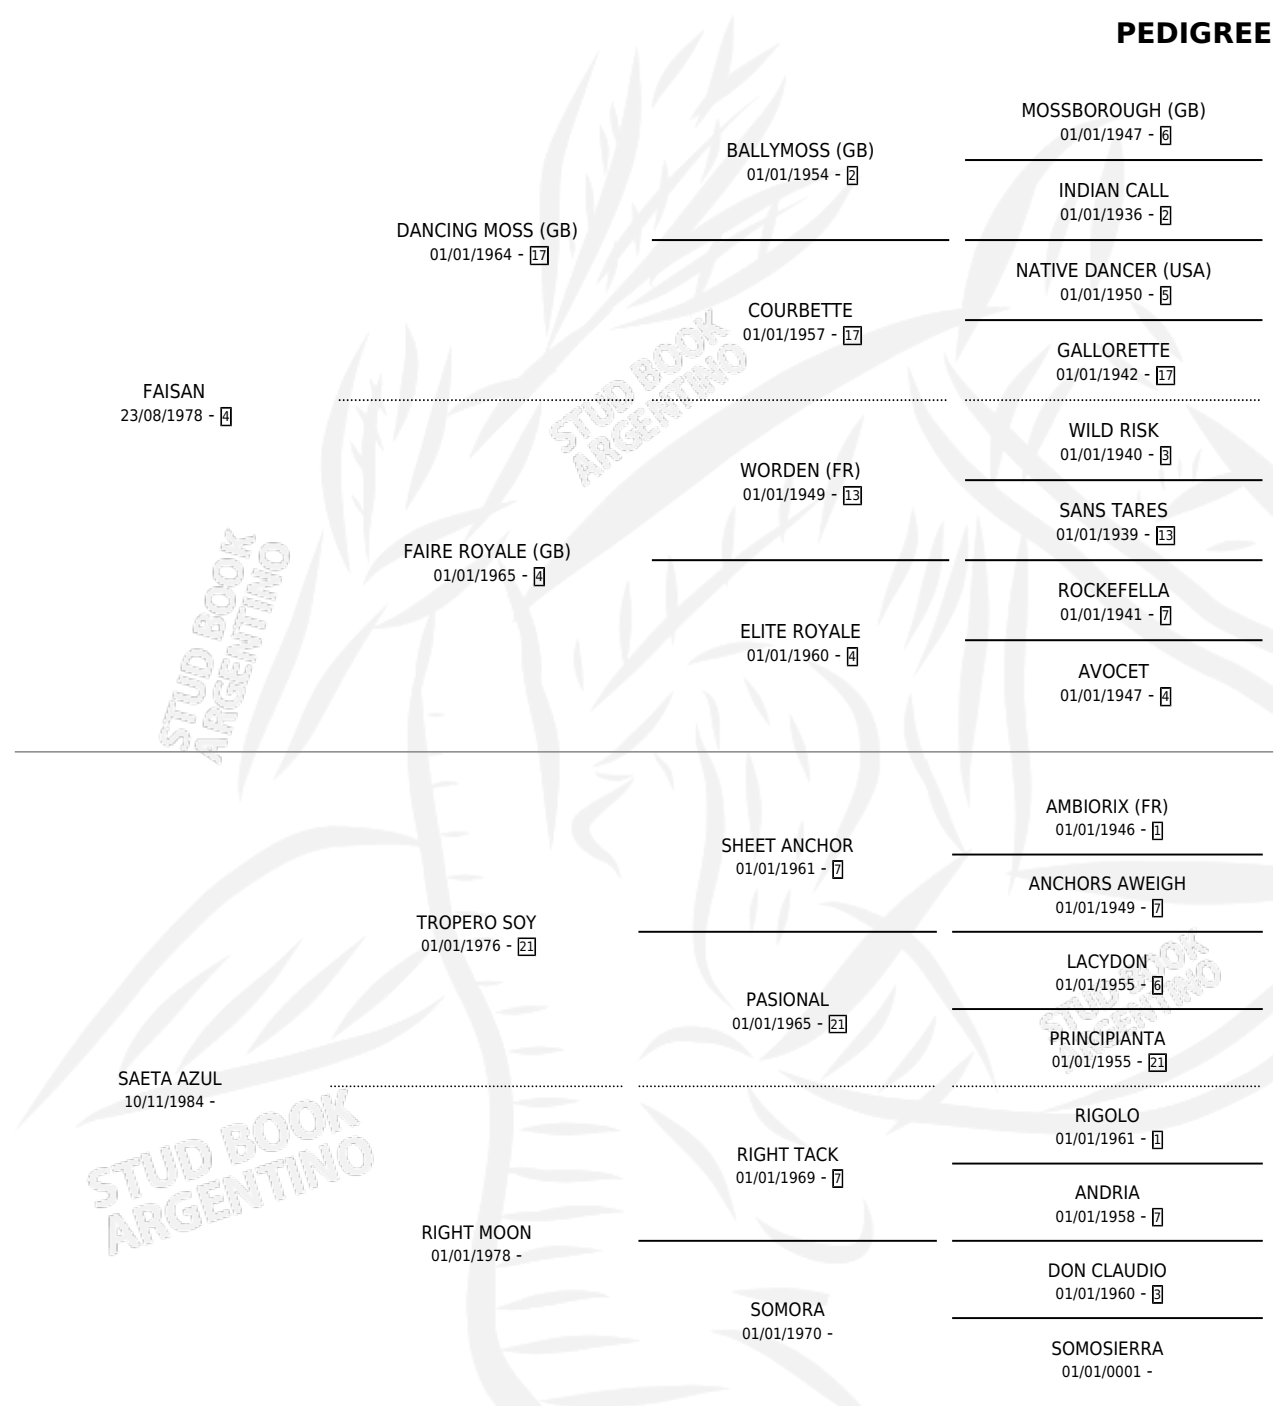 PEDIGREE
MOSSBOROUGH (GB)
01/01/1947 - 6
BALLYMOSS (GB)
01/01/1954 - 2
INDIAN CALL
01/01/1936 - 2
DANCING MOSS (GB)
01/01/1964 - 17
NATIVE DANCER (USA)
01/01/1950 - 5
COURBETTE
01/01/1957 - 17
GALLORETTE
01/01/1942 - 17
FAISAN
23/08/1978 - 4
WILD RISK
01/01/1940 - 3
WORDEN (FR)
01/01/1949 - 13
SANS TARES
01/01/1939 - 13
FAIRE ROYALE (GB)
01/01/1965 - 4
ROCKEFELLA
01/01/1941 - 7
ELITE ROYALE
01/01/1960 - 4
AVOCET
01/01/1947 - 4
AMBIORIX (FR)
01/01/1946 - 1
SHEET ANCHOR
01/01/1961 - 7
ANCHORS AWEIGH
01/01/1949 - 7
TROPERO SOY
01/01/1976 - 21
LACYDON
01/01/1955 - 6
PASIONAL
01/01/1965 - 21
PRINCIPIANTA
01/01/1955 - 21
SAETA AZUL
10/11/1984 -
RIGOLO
01/01/1961 - 1
RIGHT TACK
01/01/1969 - 7
ANDRIA
01/01/1958 - 7
RIGHT MOON
01/01/1978 -
DON CLAUDIO
01/01/1960 - 3
SOMORA
01/01/1970 -
SOMOSIERRA
01/01/0001 -
STUD BOOK
ARGENTINO
STUD BOOK
ARGENTINO
STUD BOOK
ARGENTINO
STUD BOOK
ARGENTINO